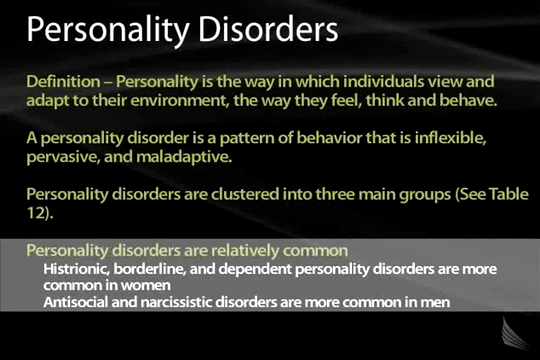 Personality Disorders
Definition – Personality is the way in which individuals view and
adapt to their environment, the way they feel, think and behave.
A personality disorder is a pattern of behavior that is inflexible,
pervasive, and maladaptive.
Personality disorders are clustered into three main groups (See Table
12).
Personality disorders are relatively common
Histrionic, borderline, and dependent personality disorders are more
common in women
Antisocial and narcissistic disorders are more common in men